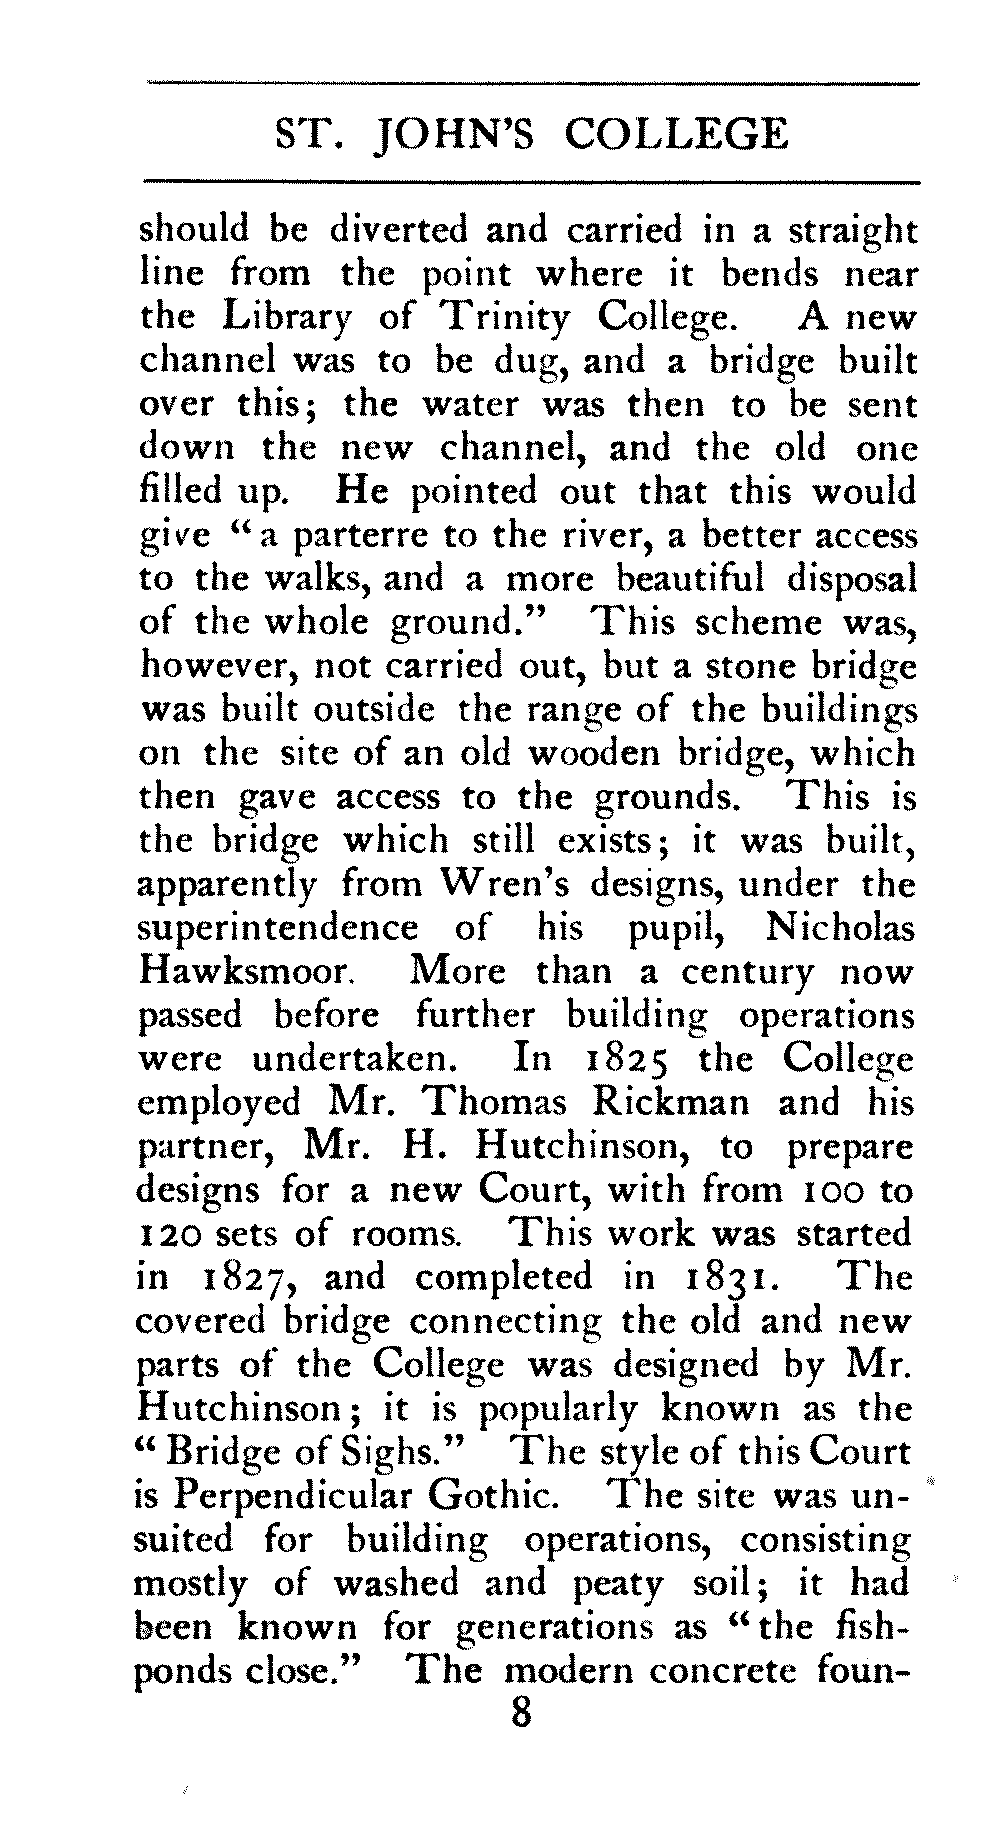 ST. JOHN'S COLLEGE
should be diverted and carried in a straight
line from the point where it bends near
the Library of Trinity College. A new
channel was to be dug, and a bridge built
over this; the water was then to be sent
down the new channel, and the old one
filled up. He pointed out that this would
give “a parterre to the river, a better access
to the walks, and a more beautiful disposal
of the whole ground.” This scheme was,
however, not carried out, but a stone bridge
was built outside the range of the buildings
on the site of an old wooden bridge, which
then gave access to the grounds. This is
the bridge which still exists; it was built,
apparently from Wren's designs, under the
superintendence of his pupil, Nicholas
Hawksmoor. More than a century now
passed before further building operations
were undertaken. In 1825 the College
employed Mr. Thomas Rickman and his
partner, Mr. H. Hutchinson, to prepare
designs for a new Court, with from 100 to
120 sets of rooms. This work was started
in 1827, and completed in 1831. The
covered bridge connecting the old and new
parts of the College was designed by Mr.
Hutchinson; it is popularly known as the
“Bridge of Sighs.” The style of this Court
is Perpendicular Gothic. The site was un-
suited for building operations, consisting
mostly of washed and peaty soil; it had
been known for generations as “the fish-
ponds close.” The modern concrete foun-
8